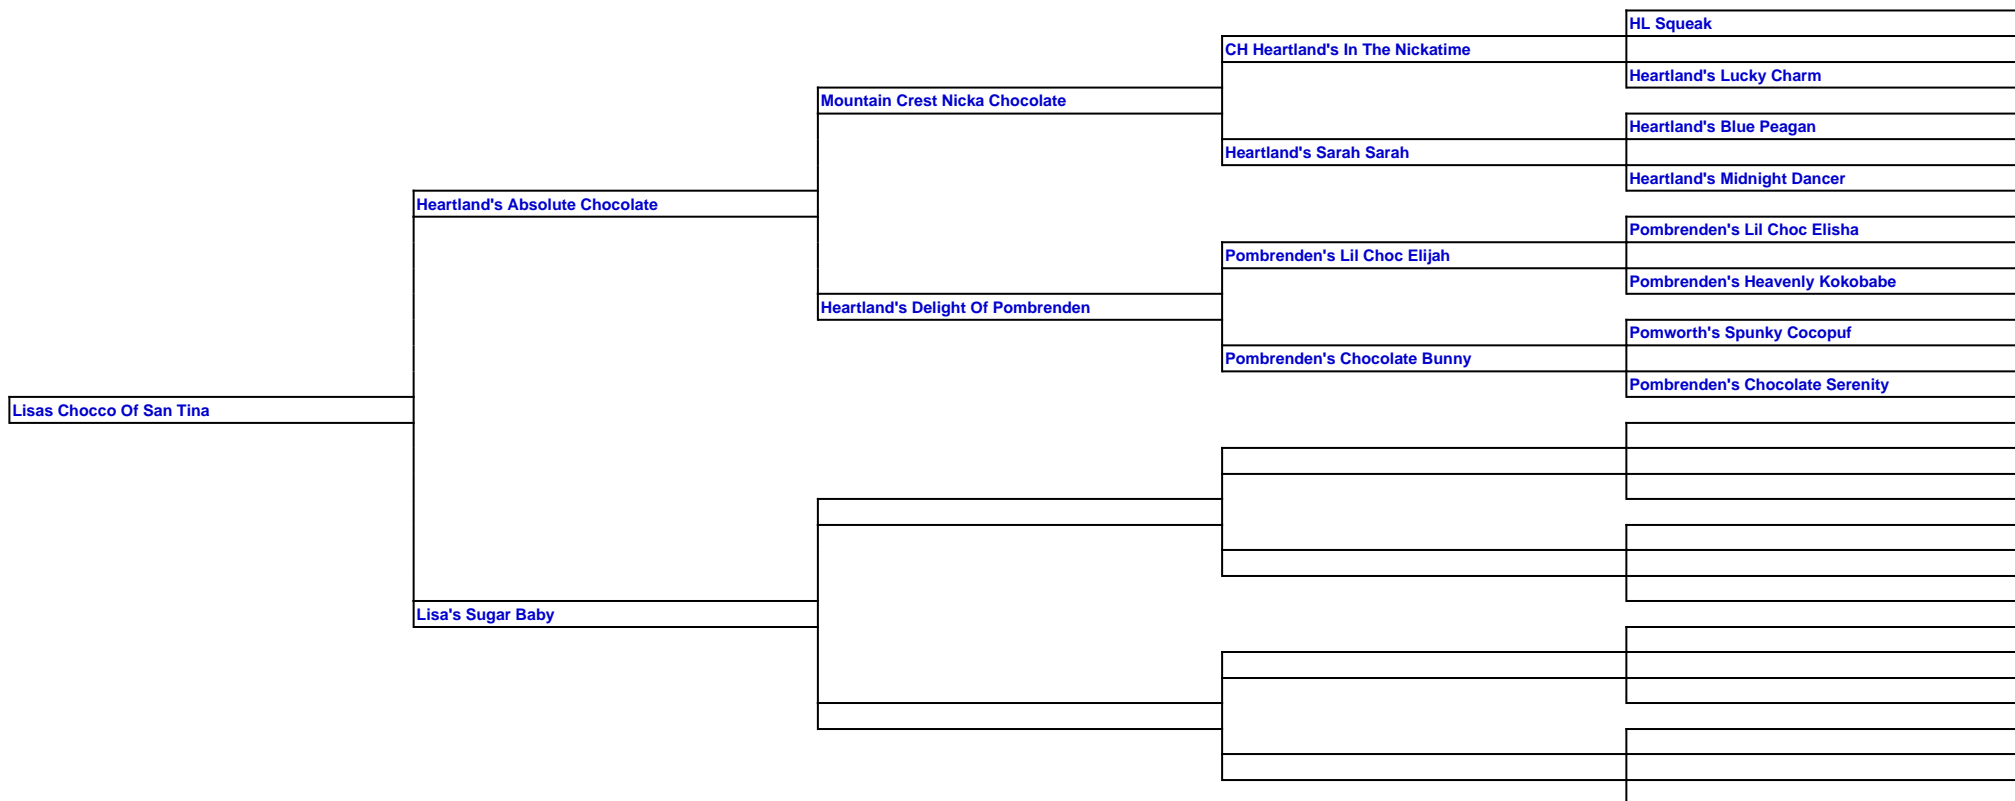 HL Squeak
CH Heartland's In The Nickatime
Heartland's Lucky Charm
Mountain Crest Nicka Chocolate
Heartland's Blue Peagan
Heartland's Sarah Sarah
Heartland's Midnight Dancer
Heartland's Absolute Chocolate
Pombrenden's Lil Choc Elisha
Pombrenden's Lil Choc Elijah
Pombrenden's Heavenly Kokobabe
Heartland's Delight Of Pombrenden
Pomworth's Spunky Cocopuf
Pombrenden's Chocolate Bunny
Pombrenden's Chocolate Serenity
Lisas Chocco Of San Tina
Lisa's Sugar Baby